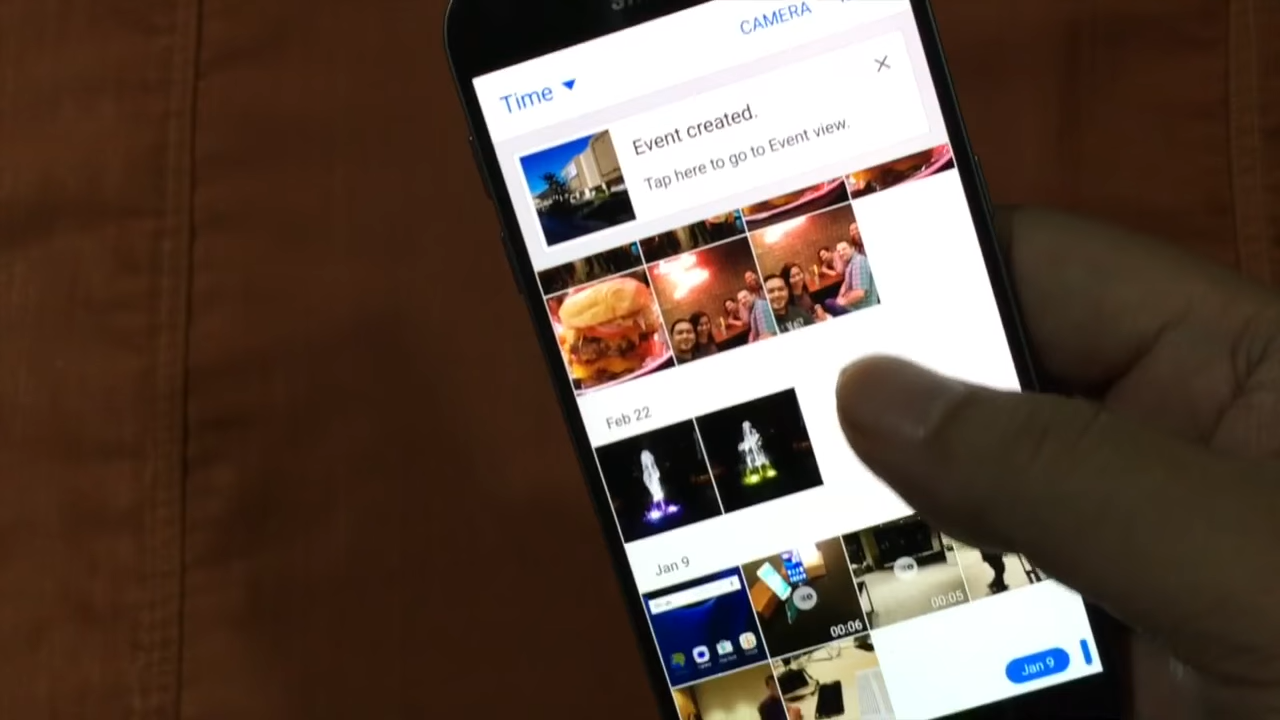 CAMERA
Time
Event created.
Tap here to go to Event view.
Feb 22
Jan 9
00:06
00:05
Jan 9